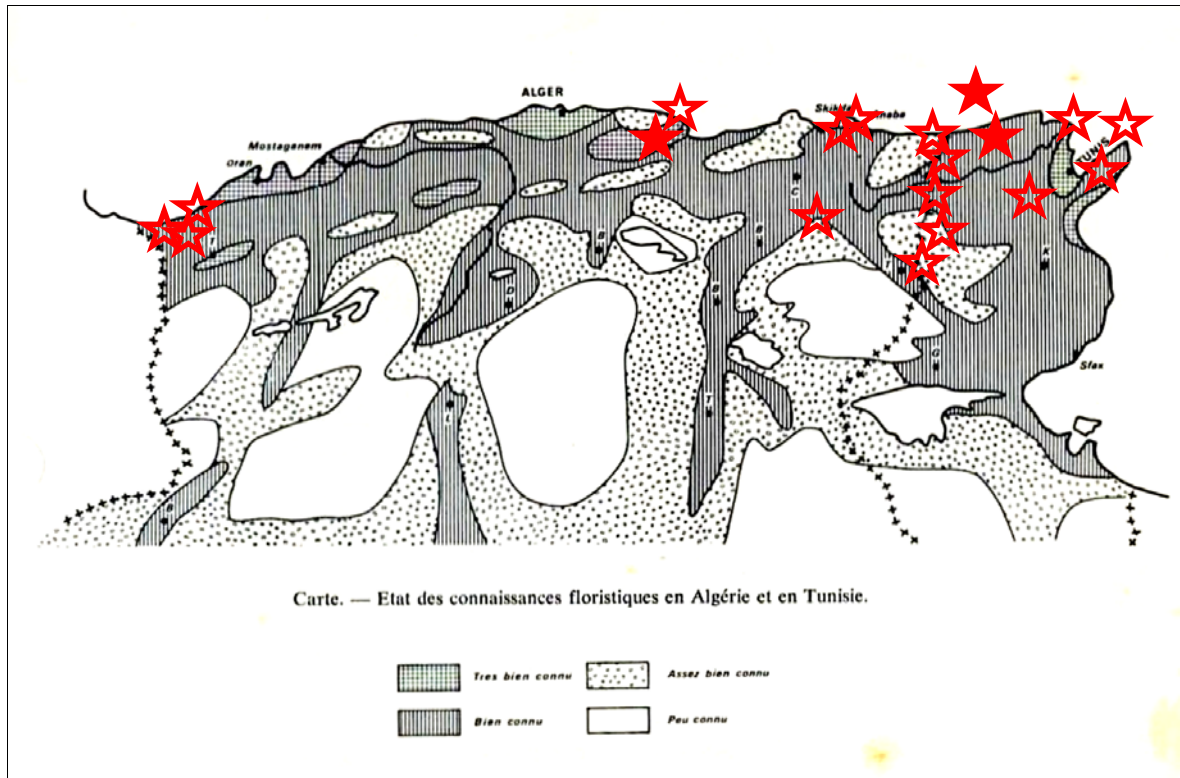 ALGER
Mostaganem
Oran
TUNIS
Sfax
T
B
D
L
B
T
C
K
G
Carte. — Etat des connaissances floristiques en Algérie et en Tunisie.
Tres bien connu
Assez bien connu
Bien connu
Peu connu